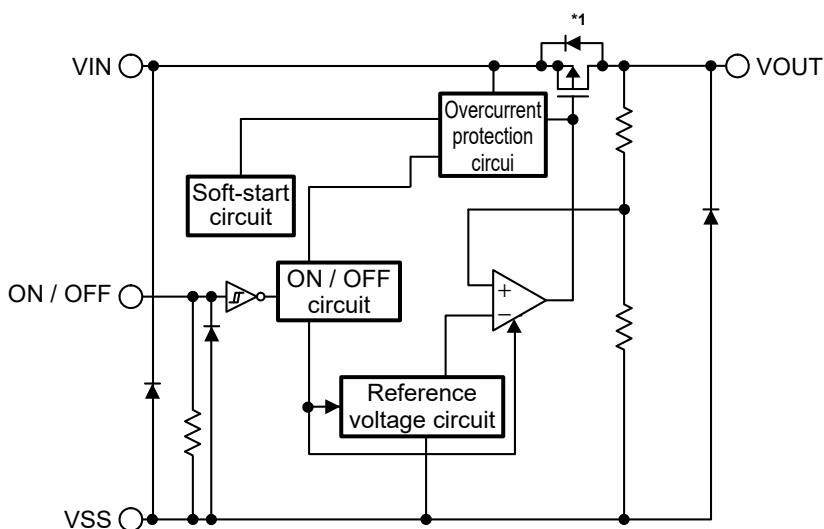 *1
VIN
VOUT
Overcurrent
protection
circui
Soft-start
circuit
ON / OFF
ON / OFF
circuit
+
−
Reference
voltage circuit
VSS